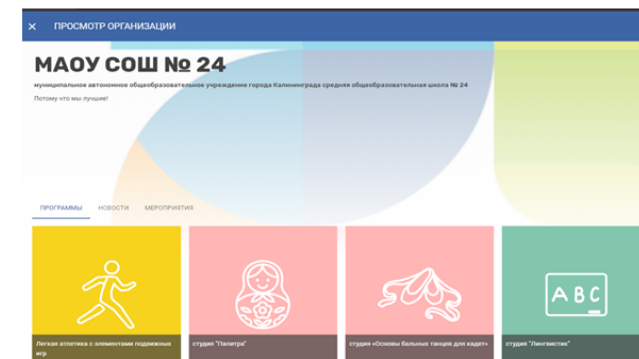 × ПРОСМОТР ОРГАНИЗАЦИИ
МАОУ СОШ № 24
муниципальное автономное общеобразовательное учреждение города Калининграда средняя общеобразовательная школа № 24
Потому что мы лучшие!
ПРОГРАММЫ НОВОСТИ МЕРОПРИЯТИЯ
A B C
Легкая атлетика с элементами подвижных
игр
студия "Палитра"
студия «Основы бальных танцев для кадет»
студия "Лингвистик"